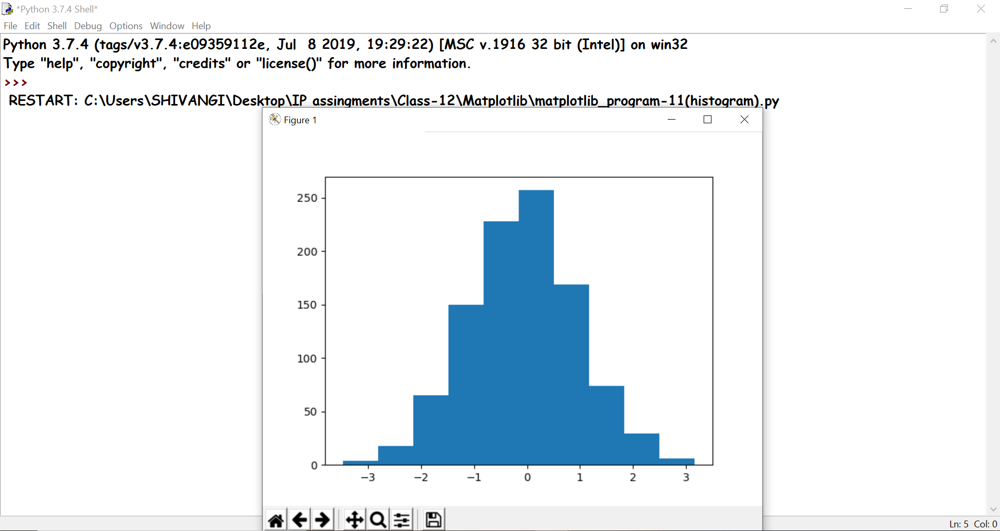 *Python 3.7.4 Shell*
File Edit Shell Debug Options Window Help
Python 3.7.4 (tags/v3.7.4:e09359112e, Jul  8 2019, 19:29:22) [MSC v.1916 32 bit (Intel)] on win32
Type "help", "copyright", "credits" or "license()" for more information.
>>>
RESTART: C:\Users\SHIVANGI\Desktop\IP assingments\Class-12\Matplotlib\matplotlib_program-11(histogram).py
Figure 1
250
200
150
100
50
0
−3 −2 −1 0 1 2 3
Ln: 5 Col: 0